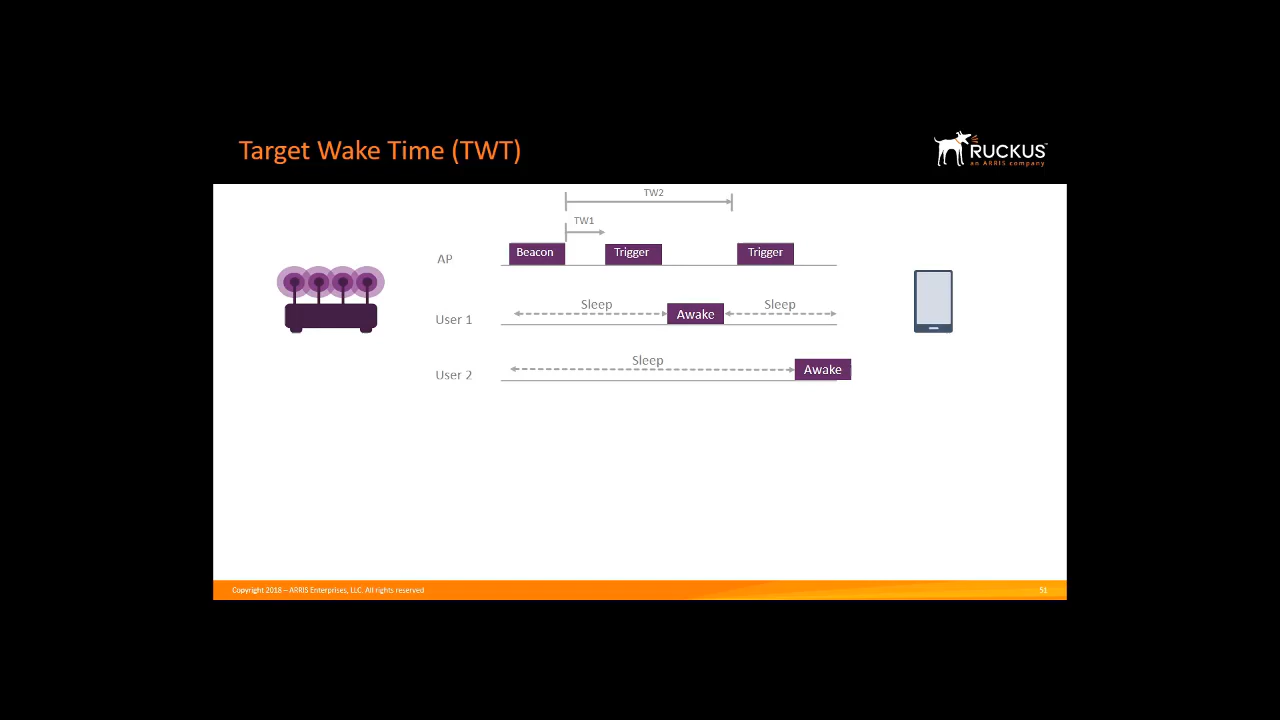 Target Wake Time (TWT)
RUCKUS™
an ARRIS company
TW2
TW1
AP
Beacon
Trigger
Trigger
Sleep
Sleep
User 1
Awake
Sleep
User 2
Awake
Copyright 2018 – ARRIS Enterprises, LLC. All rights reserved
51